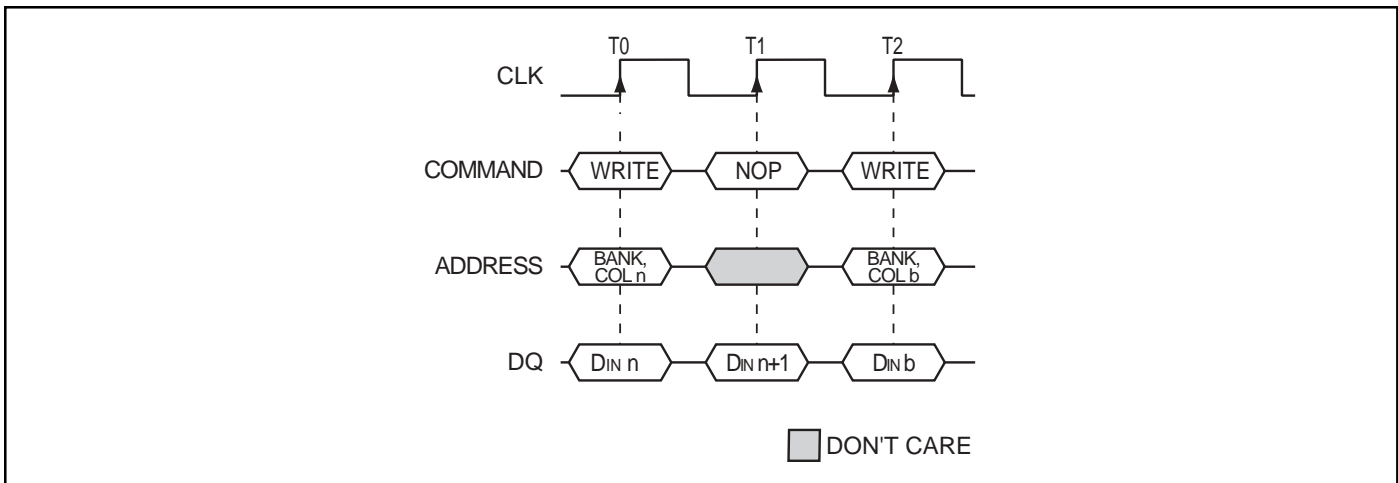 T0 T1 T2
CLK
COMMAND WRITE NOP WRITE
ADDRESS BANK, COL n BANK, COL b
DQ DIN n DIN n+1 DIN b
DON'T CARE